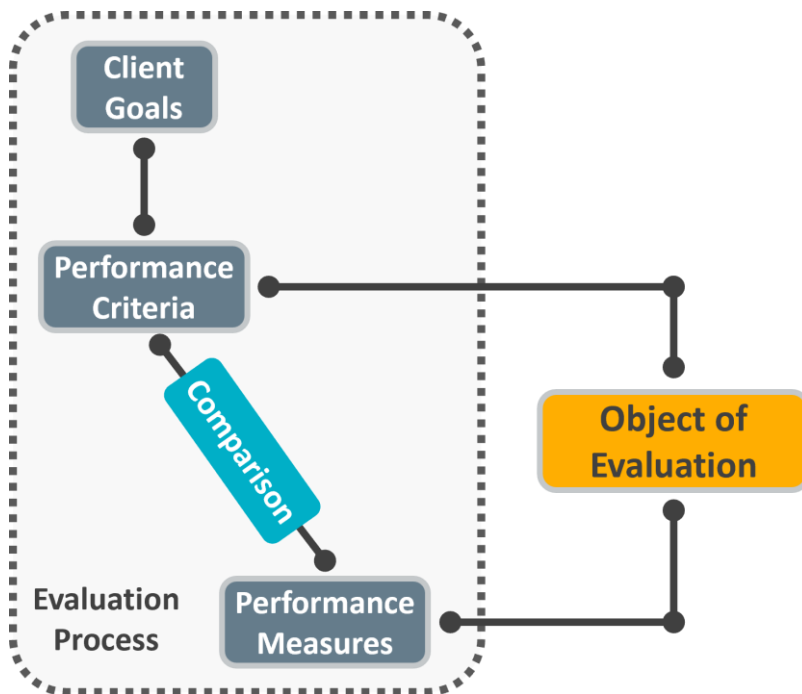 Client
Goals
Performance
Criteria
Comparison
Object of
Evaluation
Evaluation
Process
Performance
Measures